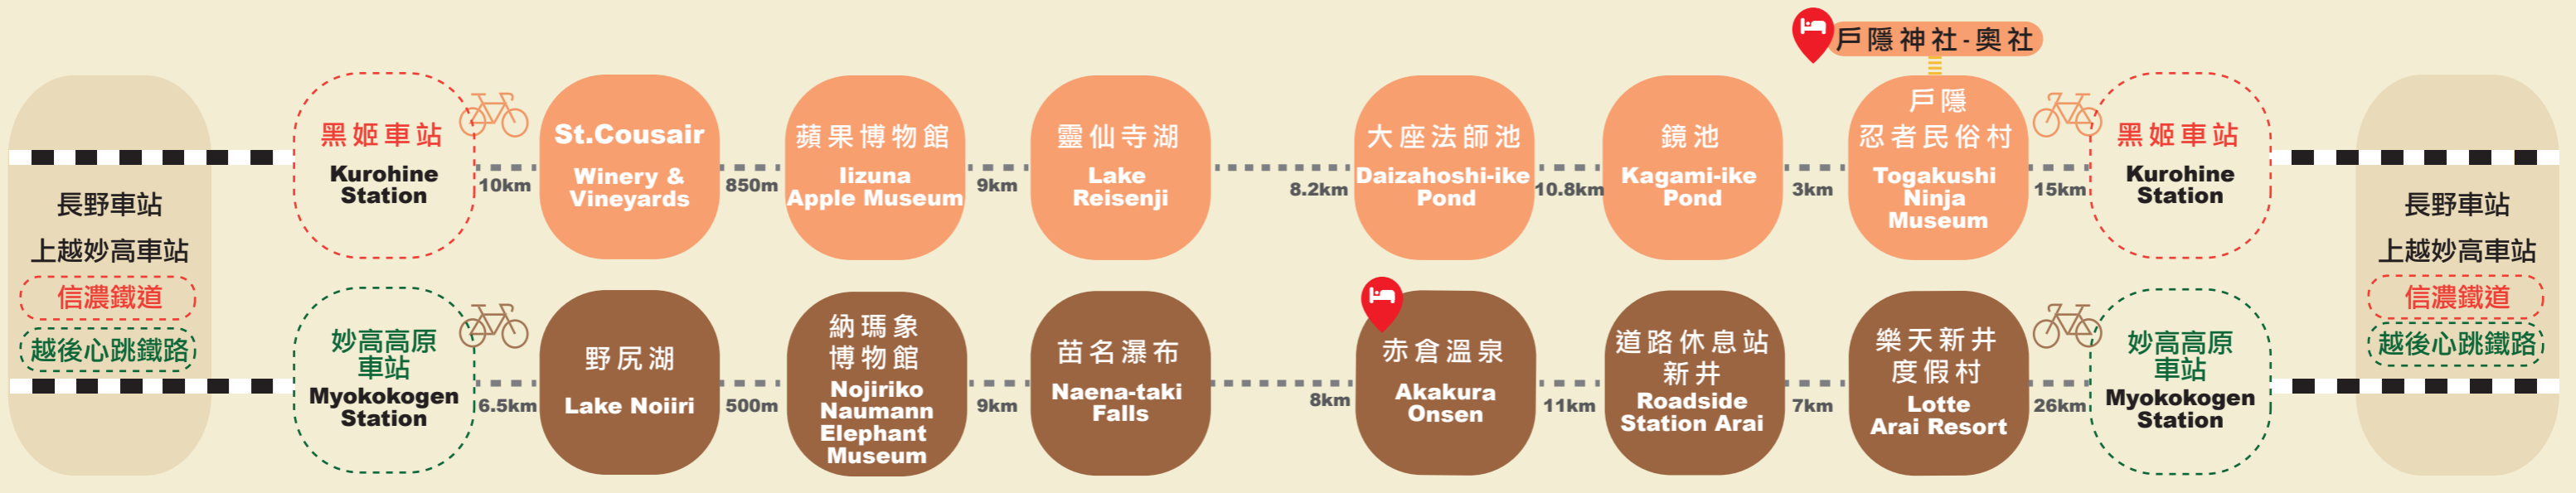 長野車站
上越妙高車站
信濃鐵道
越後心跳鐵路
黑姬車站
Kurohine
Station
10km
St.Cousair
Winery &
Vineyards
850m
蘋果博物館
Iizuna
Apple Museum
9km
靈仙寺湖
Lake
Reisenji
8.2km
大座法師池
Daizahoshi-ike
Pond
10.8km
鏡池
Kagami-ike
Pond
3km
戶隱神社-奧社
戶隱
忍者民俗村
Togakushi
Ninja
Museum
15km
黑姬車站
Kurohine
Station
妙高高原
車站
Myokokogen
Station
6.5km
野尻湖
Lake Noiiri
500m
納瑪象
博物館
Nojiriko
Naumann
Elephant
Museum
9km
苗名瀑布
Naena-taki
Falls
8km
赤倉溫泉
Akakura
Onsen
11km
道路休息站
新井
Roadside
Station Arai
7km
樂天新井
度假村
Lotte
Arai Resort
26km
妙高高原
車站
Myokokogen
Station
長野車站
上越妙高車站
信濃鐵道
越後心跳鐵路